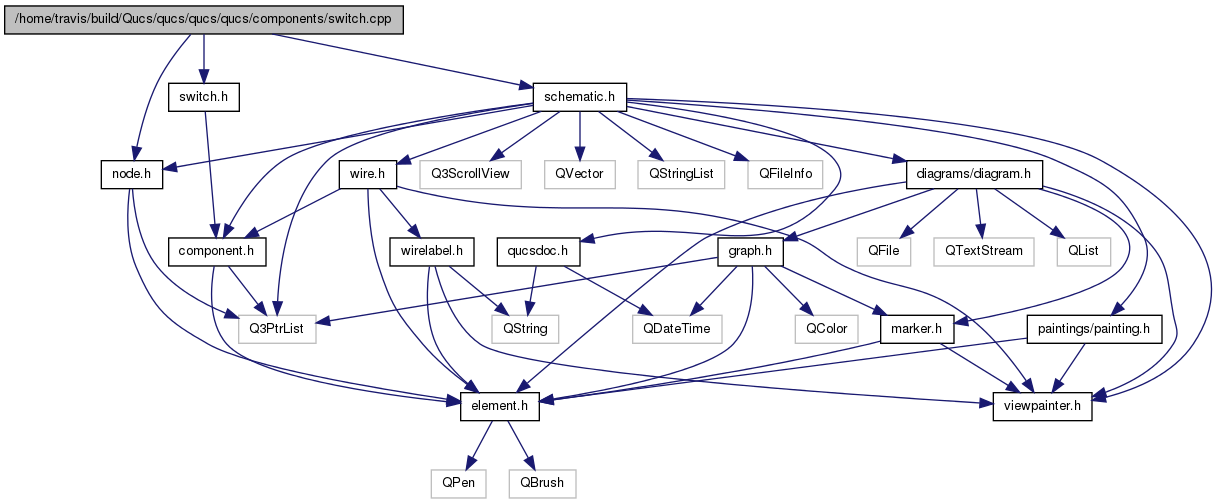 /home/travis/build/Qucs/qucs/qucs/qucs/components/switch.cpp
switch.h
schematic.h
node.h
wire.h
Q3ScrollView
QVector
QStringList
QFileInfo
diagrams/diagram.h
component.h
wirelabel.h
qucsdoc.h
graph.h
QFile
QTextStream
QList
Q3PtrList
QString
QDateTime
QColor
marker.h
paintings/painting.h
element.h
viewpainter.h
QPen
QBrush